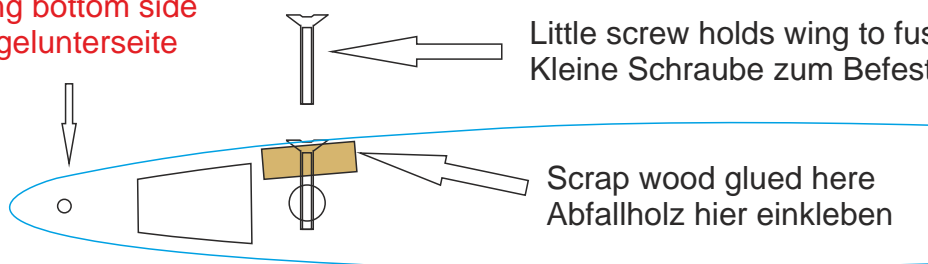 ng bottom side
gelunterseite
Little screw holds wing to fus
Kleine Schraube zum Befest
Scrap wood glued here
Abfallholz hier einkleben